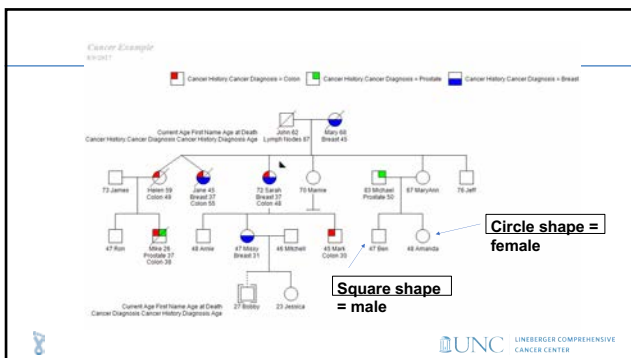 Cancer Example
Cancer History Cancer Diagnosis = Colon
Cancer History Cancer Diagnosis = Prostate
Cancer History Cancer Diagnosis = Breast
Current Age First Name Age at Death
Cancer History Cancer Diagnosis Cancer History Diagnosis Age
John 62
Lymph Nodes 57
Mary 68
Breast 45
73 James
Helen 59
Colon 49
Jane 45
Breast 37
Colon 55
72 Sarah
Breast 37
Colon 48
70 Mamie
63 Michael
Prostate 50
67 MaryAnn
76 Jeff
47 Ron
Mike 26
Prostate 37
Colon 38
48 Amie
47 Missy
Breast 31
46 Mitchell
45 Mark
Colon 30
47 Ben
48 Amanda
Circle shape =
female
Square shape
= male
Current Age First Name Age at Death
Cancer Diagnosis Cancer History Diagnosis Age
27 Bobby
23 Jessica
UNC
LINEBERGER COMPREHENSIVE
CANCER CENTER